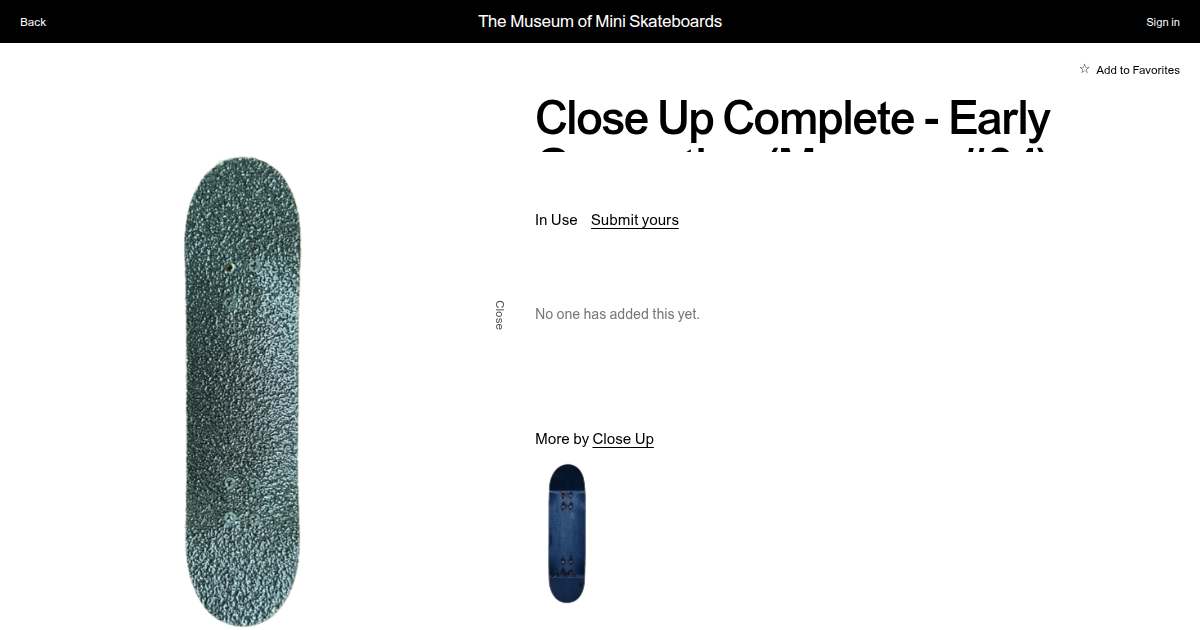 Back
The Museum of Mini Skateboards
Sign in
☆ Add to Favorites
Close Up Complete - Early
In Use Submit yours
Close
No one has added this yet.
More by Close Up